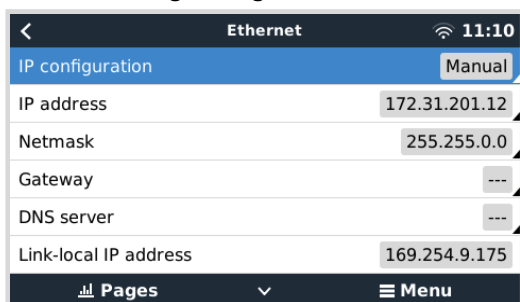 Ethernet 11:10
IP configuration Manual
IP address 172.31.201.12
Netmask 255.255.0.0
Gateway ---
DNS server ---
Link-local IP address 169.254.9.175
Pages Menu